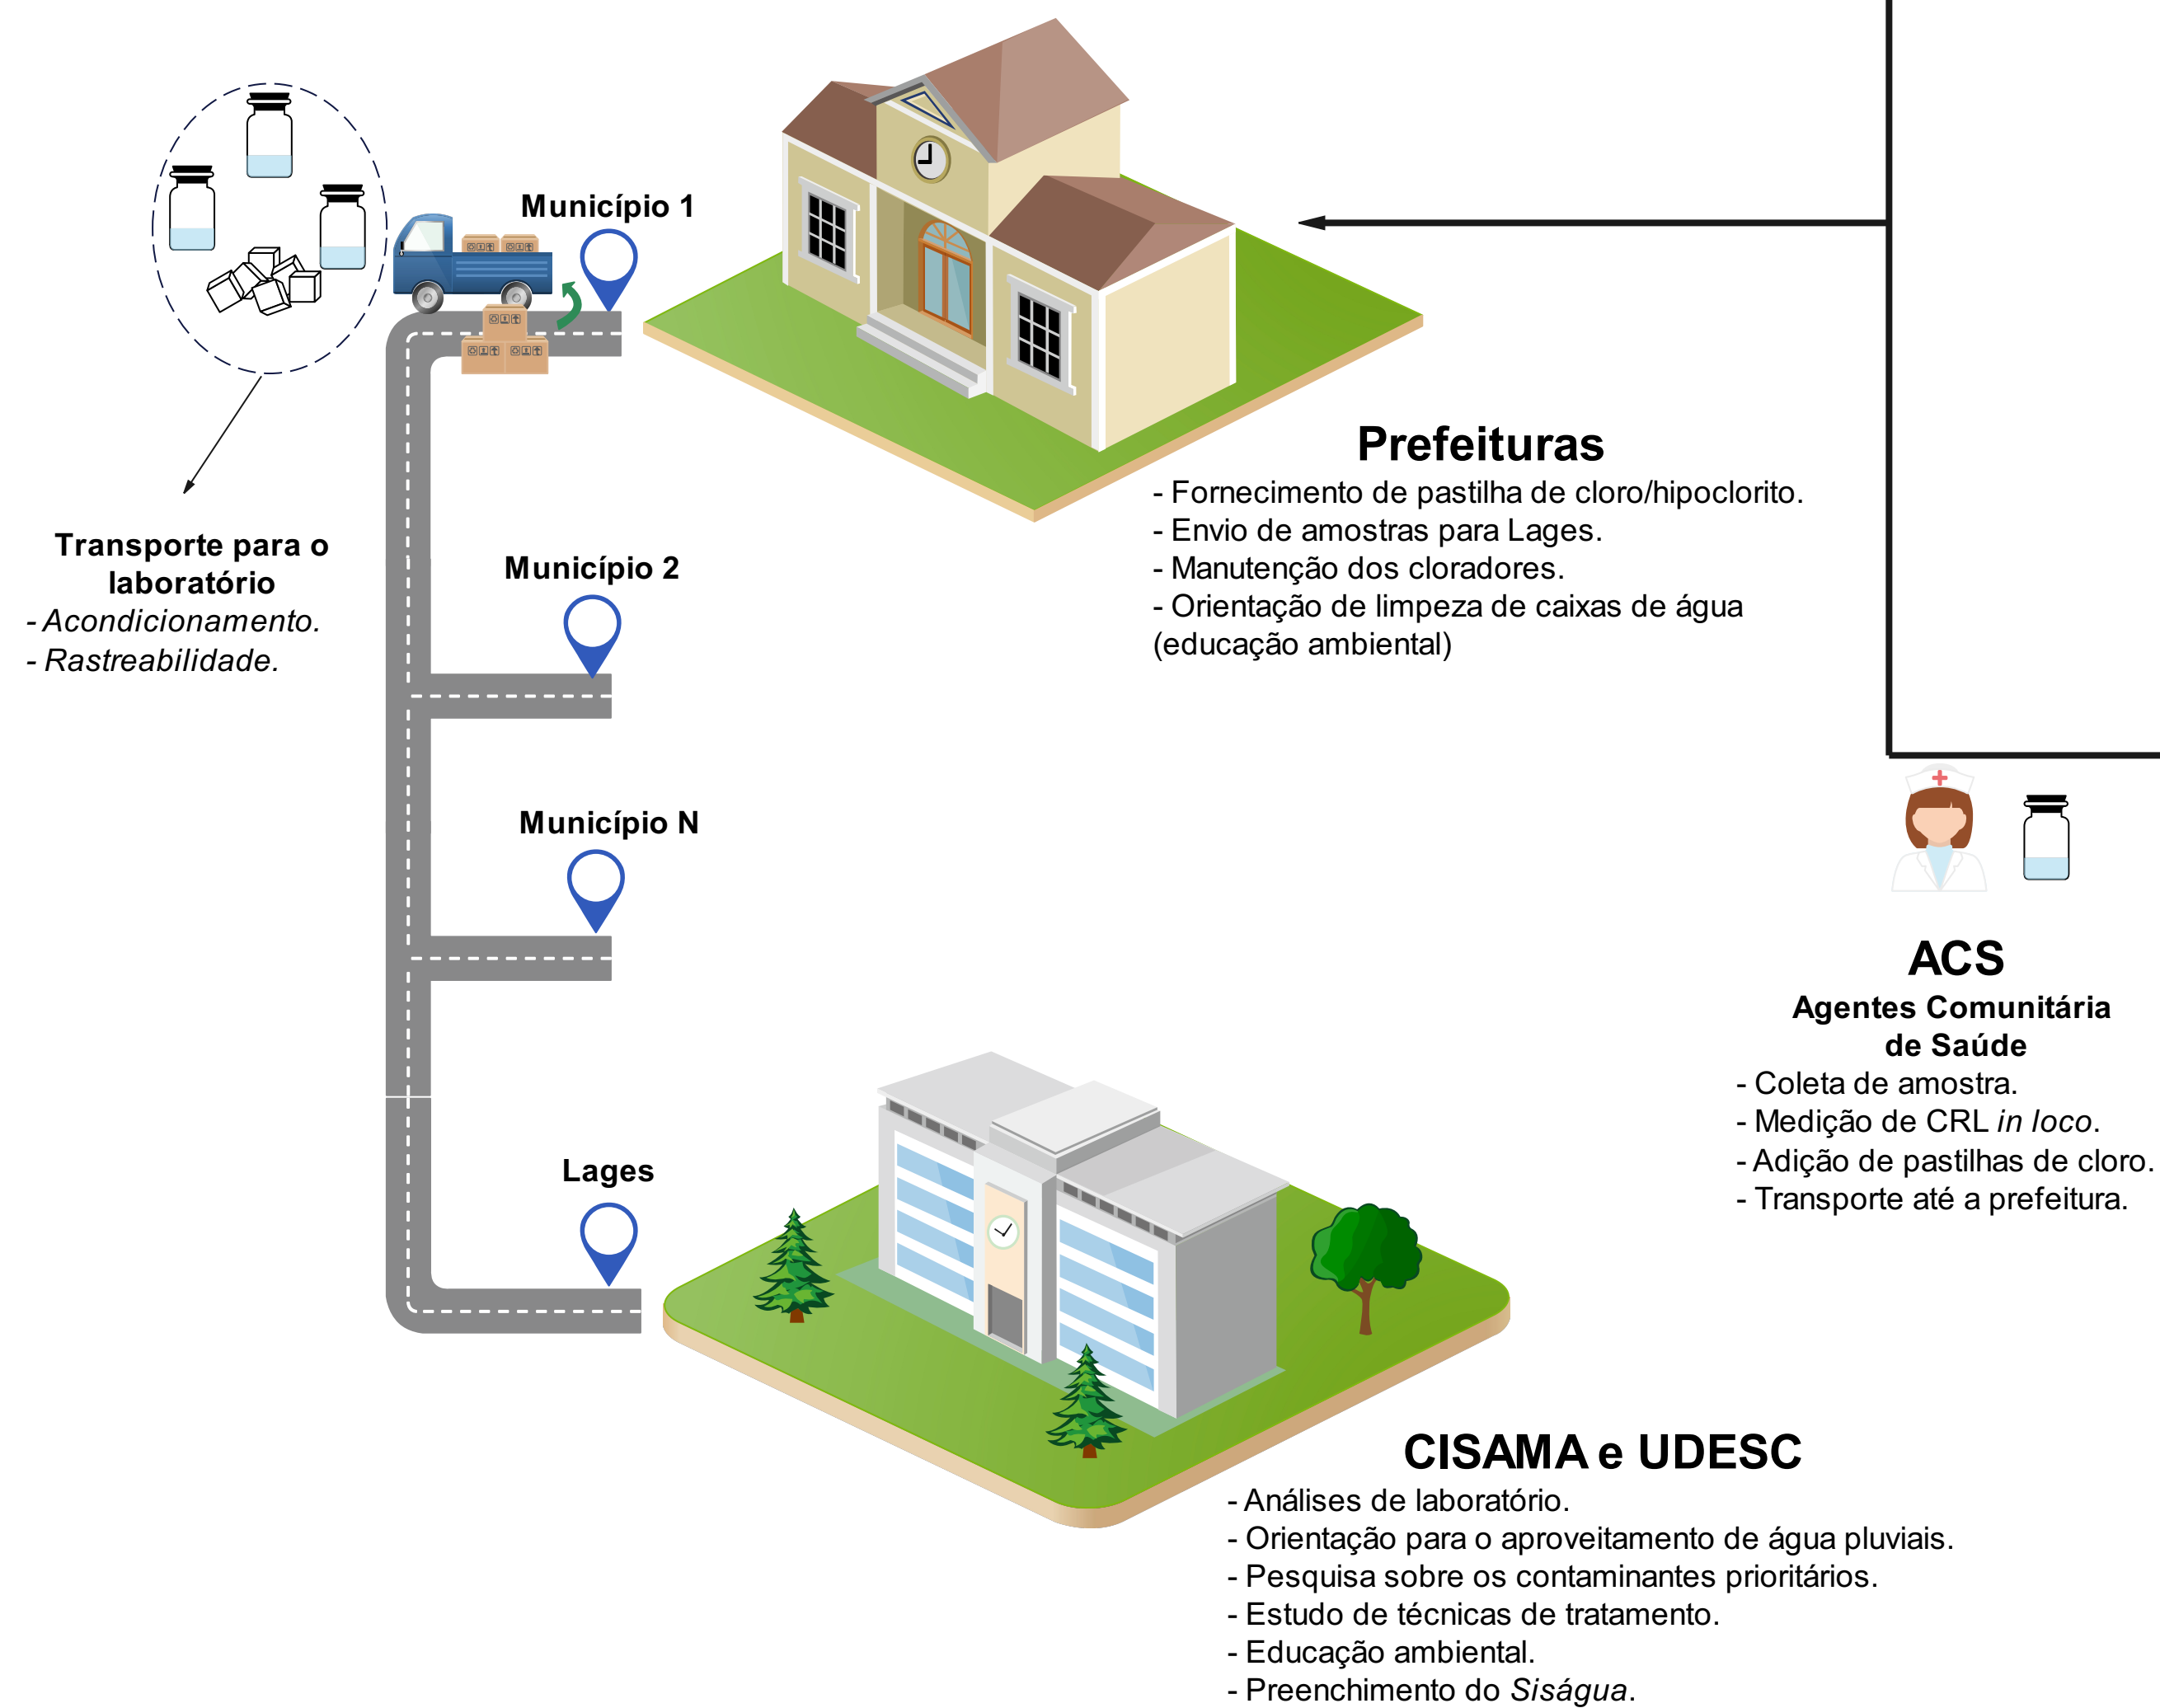 Município 1
Prefeituras
- Fornecimento de pastilha de cloro/hipoclorito.
- Envio de amostras para Lages.
- Manutenção dos cloradores.
- Orientação de limpeza de caixas de água
(educação ambiental)
Transporte para o
laboratório
- Acondicionamento.
- Rastreabilidade.
Município 2
Município N
ACS
Agentes Comunitária
de Saúde
- Coleta de amostra.
- Medição de CRL in loco.
- Adição de pastilhas de cloro.
- Transporte até a prefeitura.
Lages
CISAMA e UDESC
- Análises de laboratório.
- Orientação para o aproveitamento de água pluviais.
- Pesquisa sobre os contaminantes prioritários.
- Estudo de técnicas de tratamento.
- Educação ambiental.
- Preenchimento do Siságua.